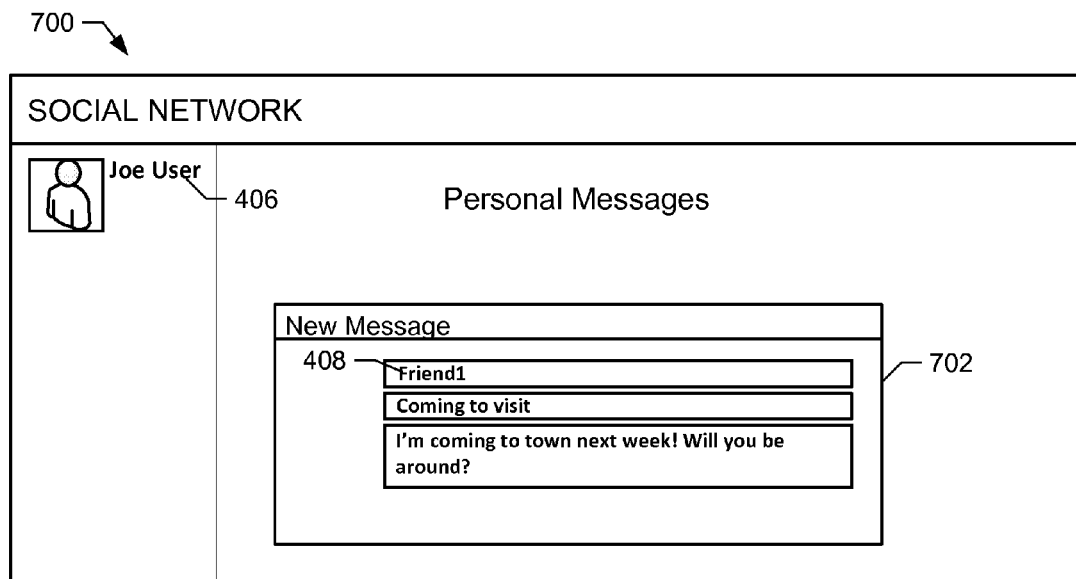 700
SOCIAL NETWORK
Joe User
406
Personal Messages
New Message
408
Friend1
702
Coming to visit
I'm coming to town next week! Will you be
around?